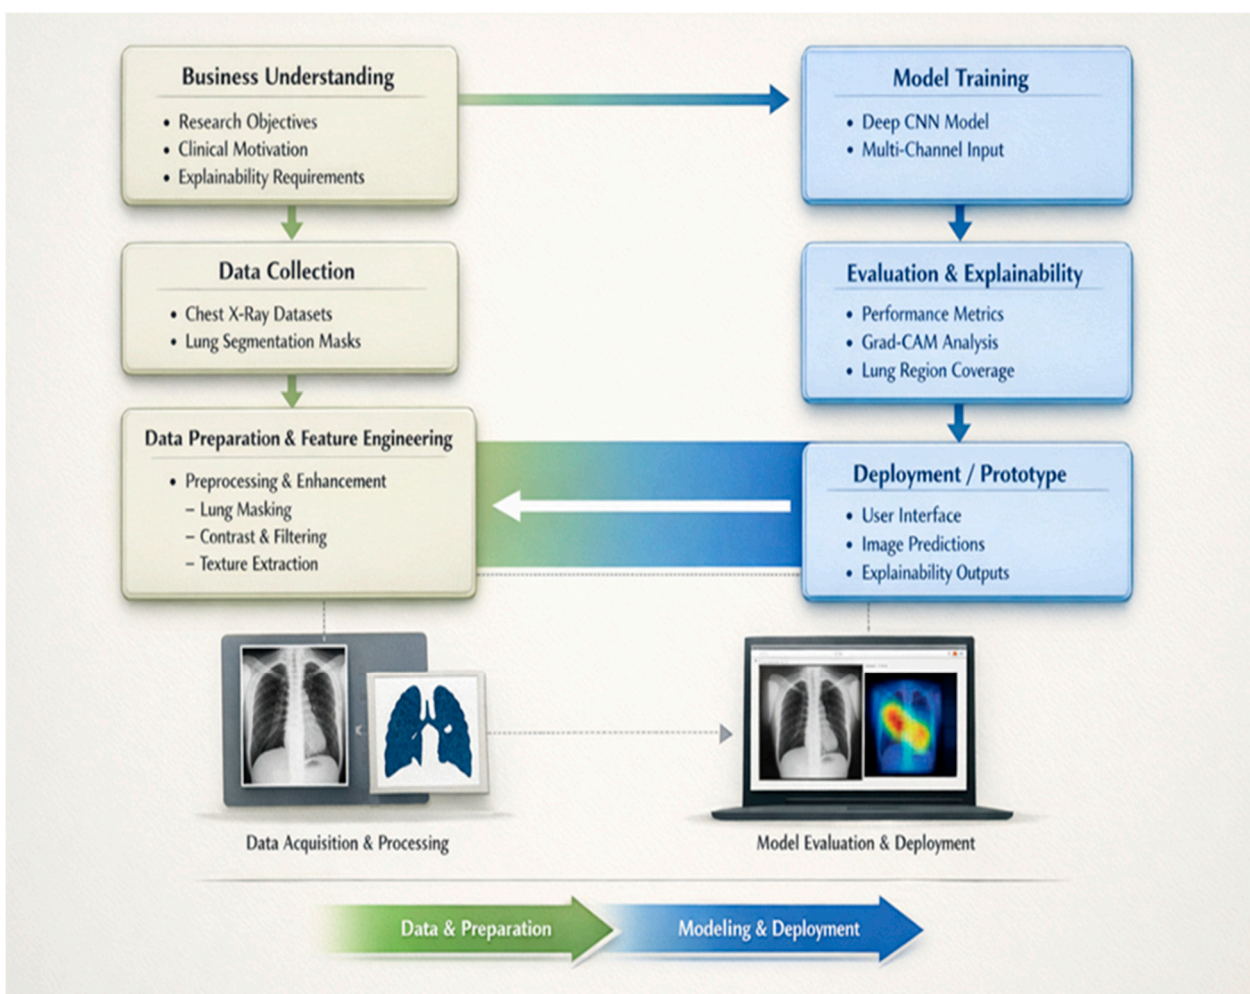 Business Understanding
• Research Objectives
• Clinical Motivation
• Explainability Requirements
Data Collection
• Chest X-Ray Datasets
• Lung Segmentation Masks
Data Preparation & Feature Engineering
• Preprocessing & Enhancement
– Lung Masking
– Contrast & Filtering
– Texture Extraction
Model Training
• Deep CNN Model
• Multi-Channel Input
Evaluation & Explainability
• Performance Metrics
• Grad-CAM Analysis
• Lung Region Coverage
Deployment / Prototype
• User Interface
• Image Predictions
• Explainability Outputs
Data Acquisition & Processing
Model Evaluation & Deployment
Data & Preparation
Modeling & Deployment